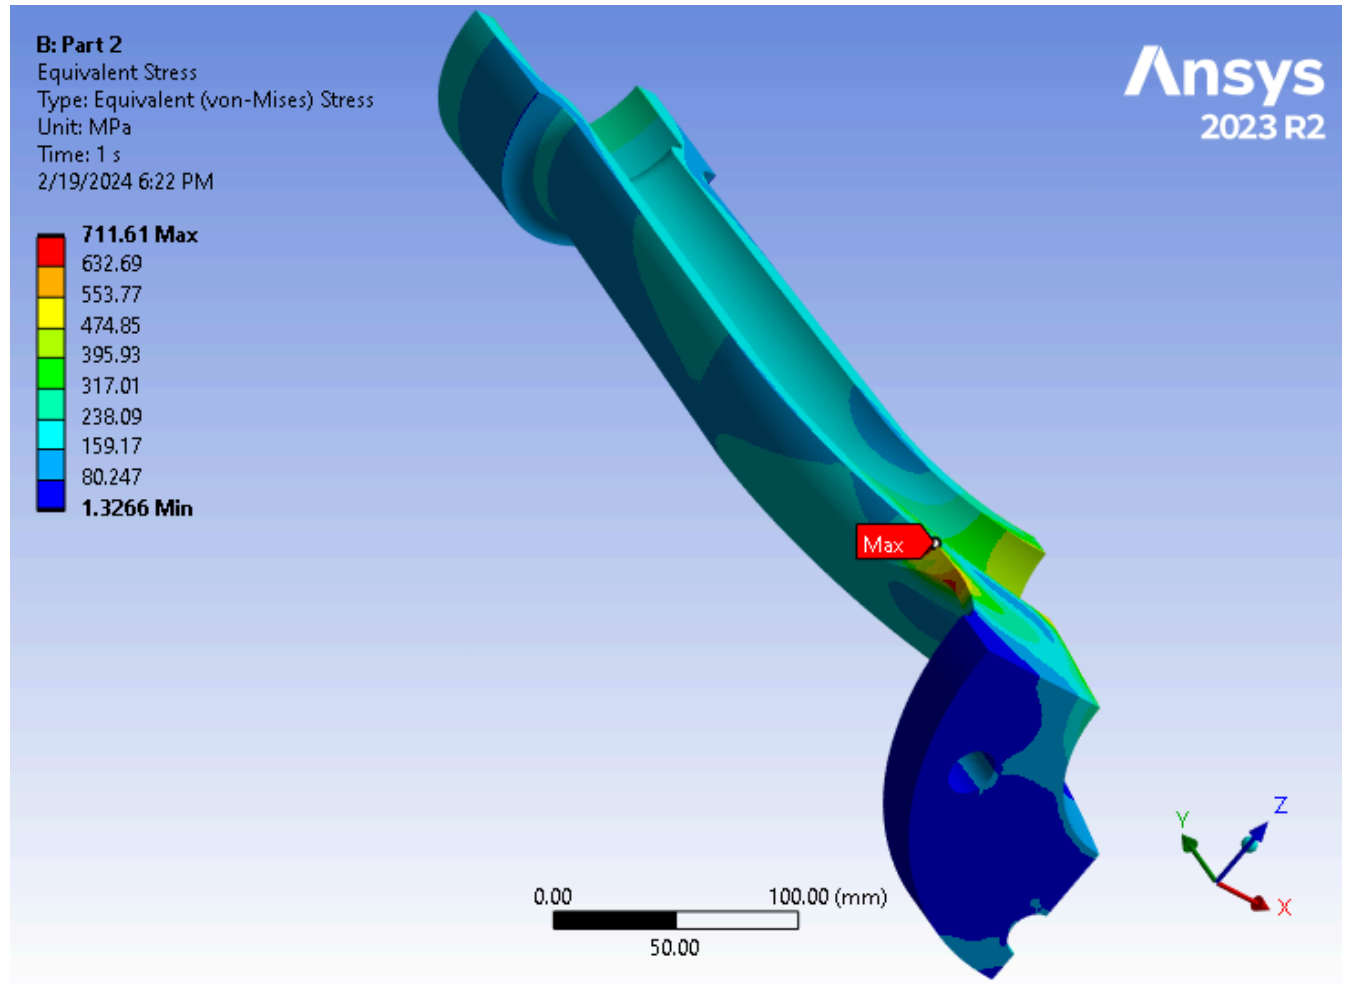 B: Part 2
Equivalent Stress
Type: Equivalent (von-Mises) Stress
Unit: MPa
Time: 1 s
2/19/2024 6:22 PM
711.61 Max
632.69
553.77
474.85
395.93
317.01
238.09
159.17
80.247
1.3266 Min
Ansys
2023 R2
Max
0.00
100.00 (mm)
50.00
Y
Z
X